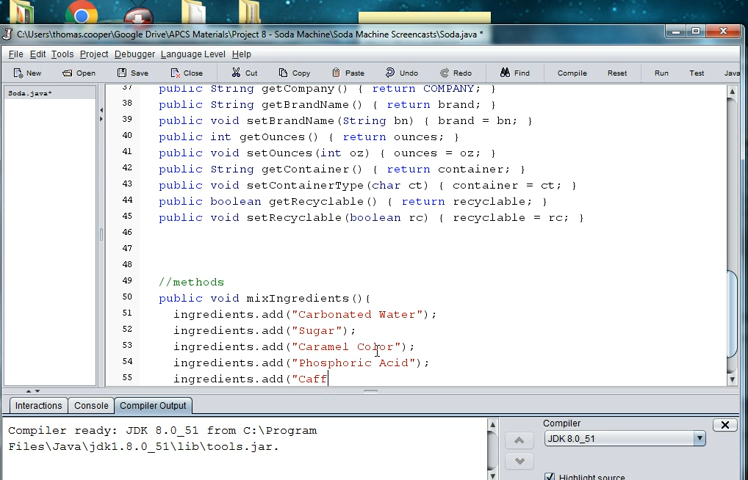 C:\Users\thomas.cooper\Google Drive\APCS Materials\Project 8 - Soda Machine\Soda Machine Screencasts\Soda.java *
File Edit Tools Project Debugger Language Level Help
New Open Save Close Cut Copy Paste Undo Redo Find Compile Reset Run Test Java
Soda.java*
37 public String getCompany() { return COMPANY; }
38 public String getBrandName() { return brand; }
39 public void setBrandName(String bn) { brand = bn; }
40 public int getOunces() { return ounces; }
41 public void setOunces(int oz) { ounces = oz; }
42 public String getContainer() { return container; }
43 public void setContainerType(char ct) { container = ct; }
44 public boolean getRecyclable() { return recyclable; }
45 public void setRecyclable(boolean rc) { recyclable = rc; }
46
47
48
49 //methods
50 public void mixIngredients(){
51 ingredients.add("Carbonated Water");
52 ingredients.add("Sugar");
53 ingredients.add("Caramel Color");
54 ingredients.add("Phosphoric Acid");
55 ingredients.add("Caff
Interactions Console Compiler Output
Compiler ready: JDK 8.0_51 from C:\Program
Files\Java\jdk1.8.0_51\lib\tools.jar.
Compiler
JDK 8.0_51
Highlight source